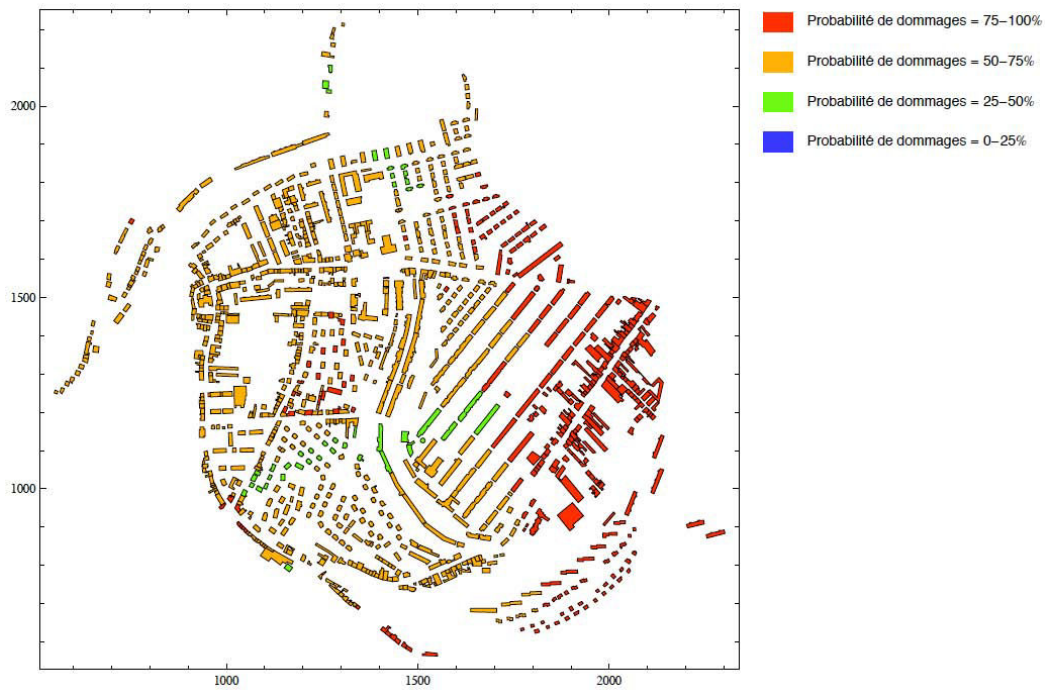 Probabilité de dommages = 75–100%
Probabilité de dommages = 50–75%
Probabilité de dommages = 25–50%
Probabilité de dommages = 0–25%
2000
1500
1000
1000
1500
2000